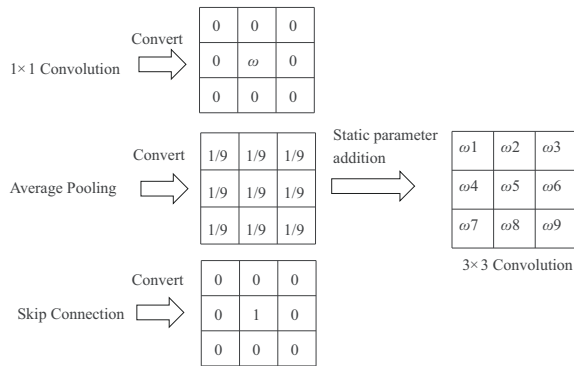 1×1 Convolution
Convert
0 0 0
0 ω 0
0 0 0
Average Pooling
Convert
1/9 1/9 1/9
1/9 1/9 1/9
1/9 1/9 1/9
Skip Connection
Convert
0 0 0
0 1 0
0 0 0
Static parameter
addition
ω1 ω2 ω3
ω4 ω5 ω6
ω7 ω8 ω9
3×3 Convolution